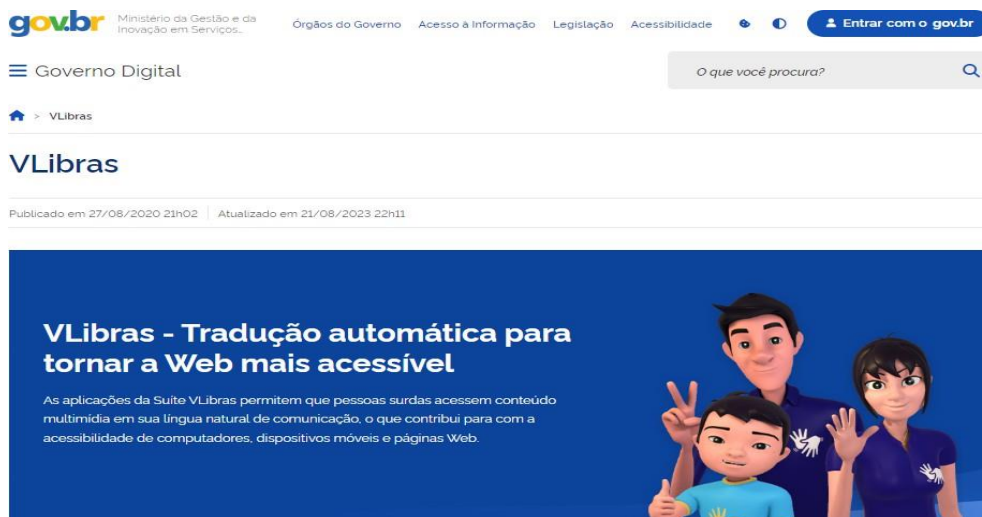 gov.br
Ministério da Gestão e da
Inovação em Serviços...
Órgãos do Governo Acesso à Informação Legislação Acessibilidade
Entrar com o gov.br
Governo Digital
O que você procura?
> VLibras
VLibras
Publicado em 27/08/2020 21h02 | Atualizado em 21/08/2023 22h11
VLibras - Tradução automática para
tornar a Web mais acessível
As aplicações da Suíte VLibras permitem que pessoas surdas acessem conteúdo
multimídia em sua língua natural de comunicação, o que contribui para com a
acessibilidade de computadores, dispositivos móveis e páginas Web.